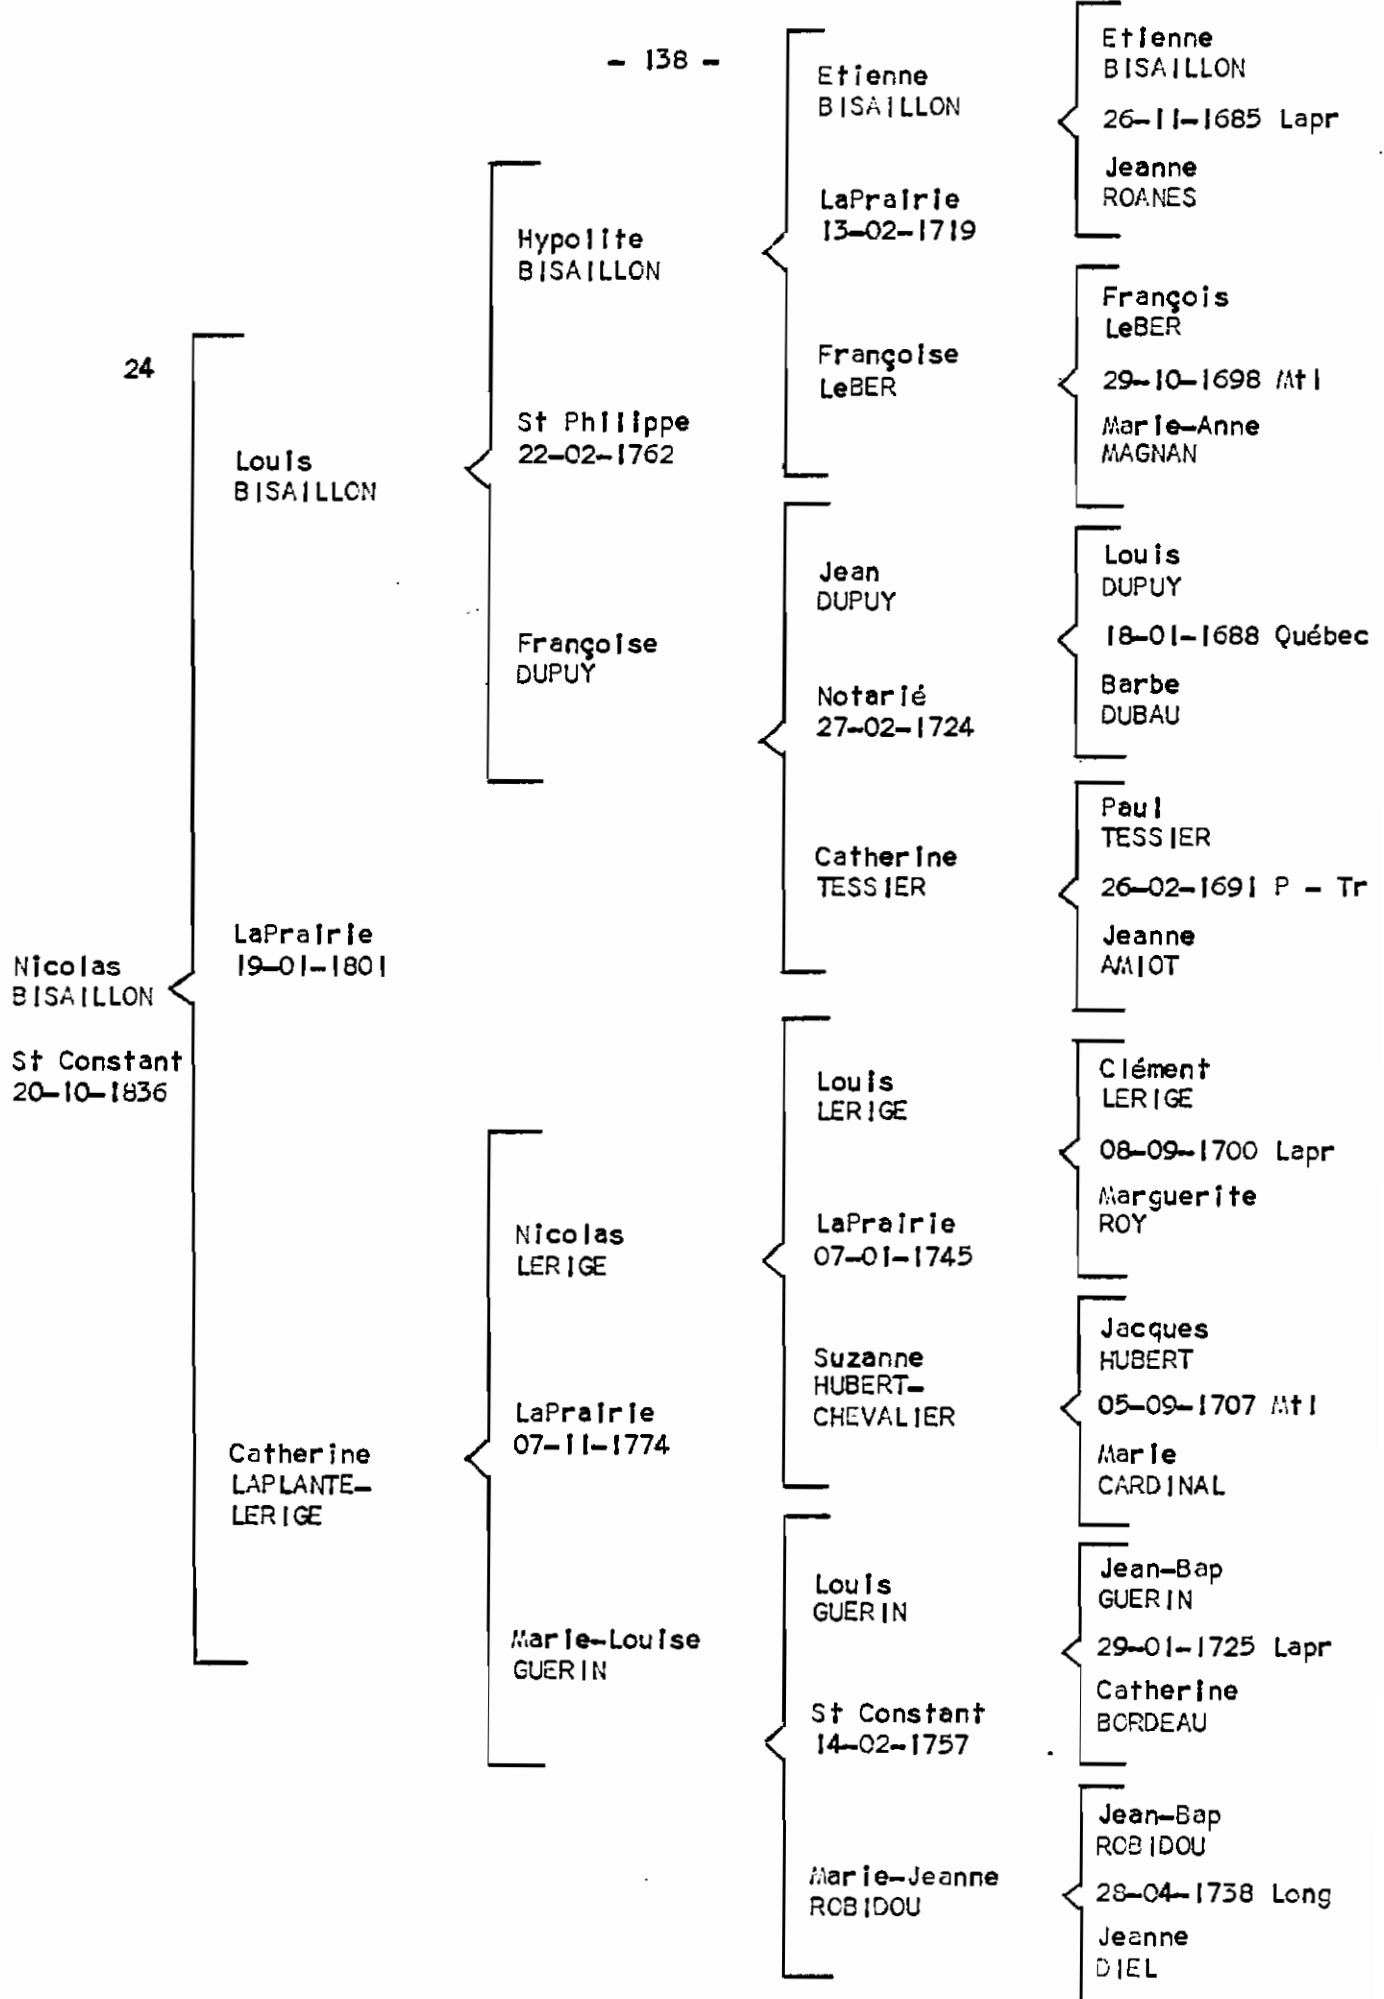 - 138 -
24
Nicolas
BISAILLON
St Constant
20-10-1836
Louis
BISAILLON
LaPrairie
19-01-1801
Catherine
LAPLANTE-
LERIGE
Hypolite
BISAILLON
St Philippe
22-02-1762
Françoise
DUPUY
Nicolas
LERIGE
LaPrairie
07-11-1774
Marie-Louise
GUERIN
Etienne
BISAILLON
LaPrairie
13-02-1719
Françoise
LeBER
Jean
DUPUY
Notarié
27-02-1724
Catherine
TESSIER
Louis
LERIGE
LaPrairie
07-01-1745
Suzanne
HUBERT-
CHEVALIER
Louis
GUERIN
St Constant
14-02-1757
Marie-Jeanne
ROBIDOU
Etienne
BISAILLON
26-11-1685 Lapr
Jeanne
ROANES
François
LeBER
29-10-1698 Mtl
Marie-Anne
MAGNAN
Louis
DUPUY
18-01-1688 Québec
Barbe
DUBAU
Paul
TESSIER
26-02-1691 P - Tr
Jeanne
AMIOT
Clément
LERIGE
08-09-1700 Lapr
Marguerite
ROY
Jacques
HUBERT
05-09-1707 Mtl
Marie
CARDINAL
Jean-Bap
GUERIN
29-01-1725 Lapr
Catherine
BORDEAU
Jean-Bap
ROBIDOU
28-04-1738 Long
Jeanne
DIEL